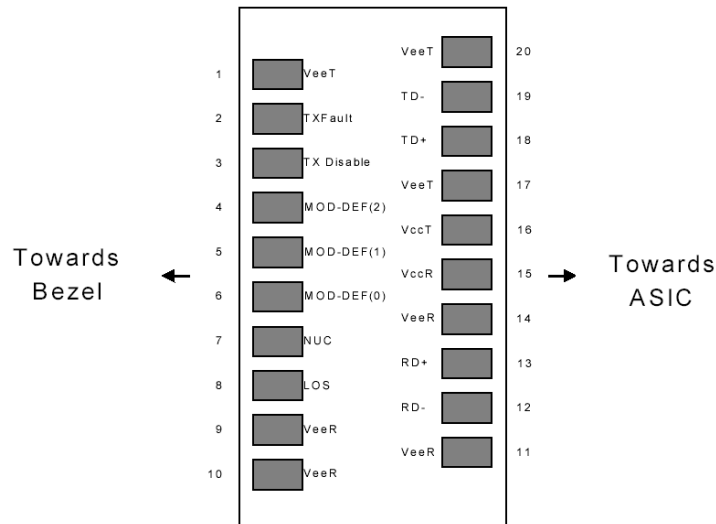 VeeT 20
1 VeeT
TD- 19
2 TXFault
TD+ 18
3 TX Disable
VeeT 17
4 MOD-DEF(2)
VccT 16
5 MOD-DEF(1)
Towards
Bezel
VccR 15
Towards
ASIC
6 MOD-DEF(0)
VeeR 14
7 NUC
RD+ 13
8 LOS
RD- 12
9 VeeR
VeeR 11
10 VeeR